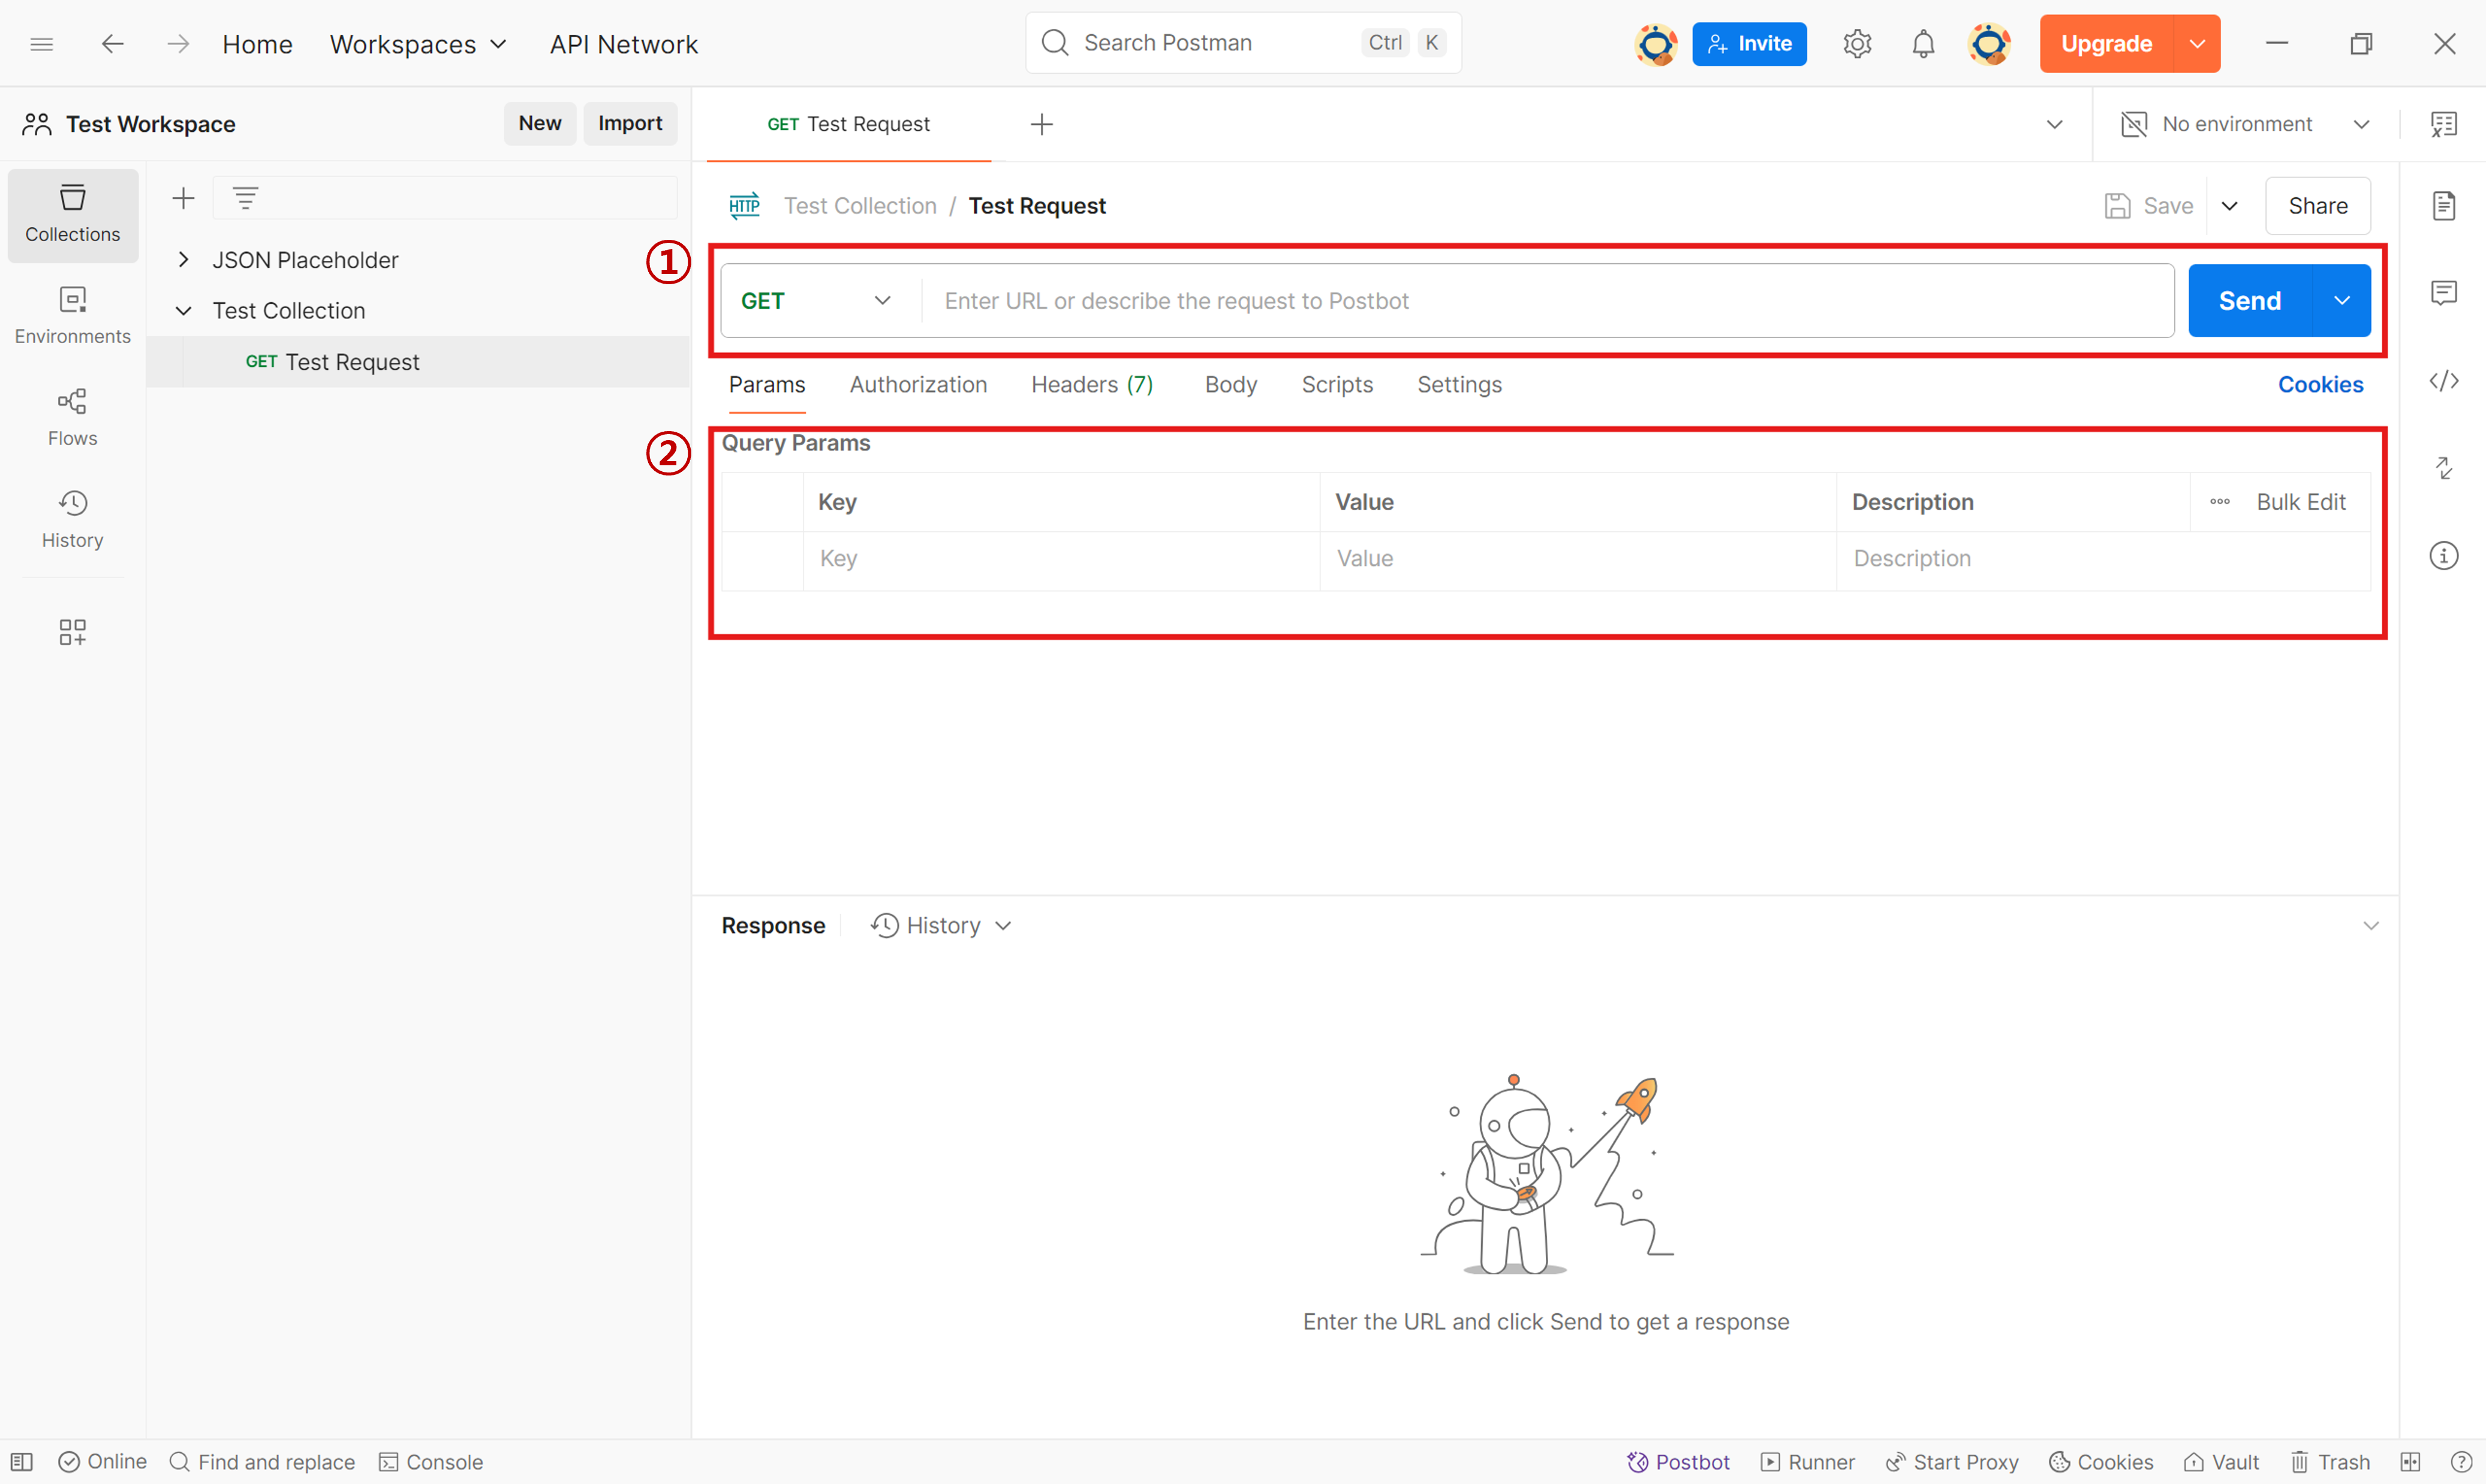 Home Workspaces API Network Search Postman Ctrl K Invite Upgrade
Test Workspace New Import GET Test Request No environment
Collections
Environments
Flows
History
JSON Placeholder
Test Collection
GET Test Request
HTTP Test Collection / Test Request Save Share
①
GET Enter URL or describe the request to Postbot Send
Params Authorization Headers (7) Body Scripts Settings Cookies
②
Query Params
Key Value Description Bulk Edit
Key Value Description
Response History
Enter the URL and click Send to get a response
Online Find and replace Console Postbot Runner Start Proxy Cookies Vault Trash